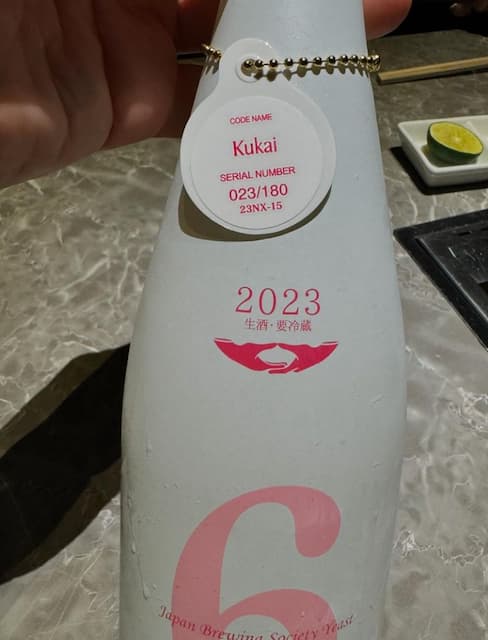 CODE NAME
Kukai
SERIAL NUMBER
023/180
23NX-15
2023
生酒・要冷蔵
6
Japan Brewing Society Yeast